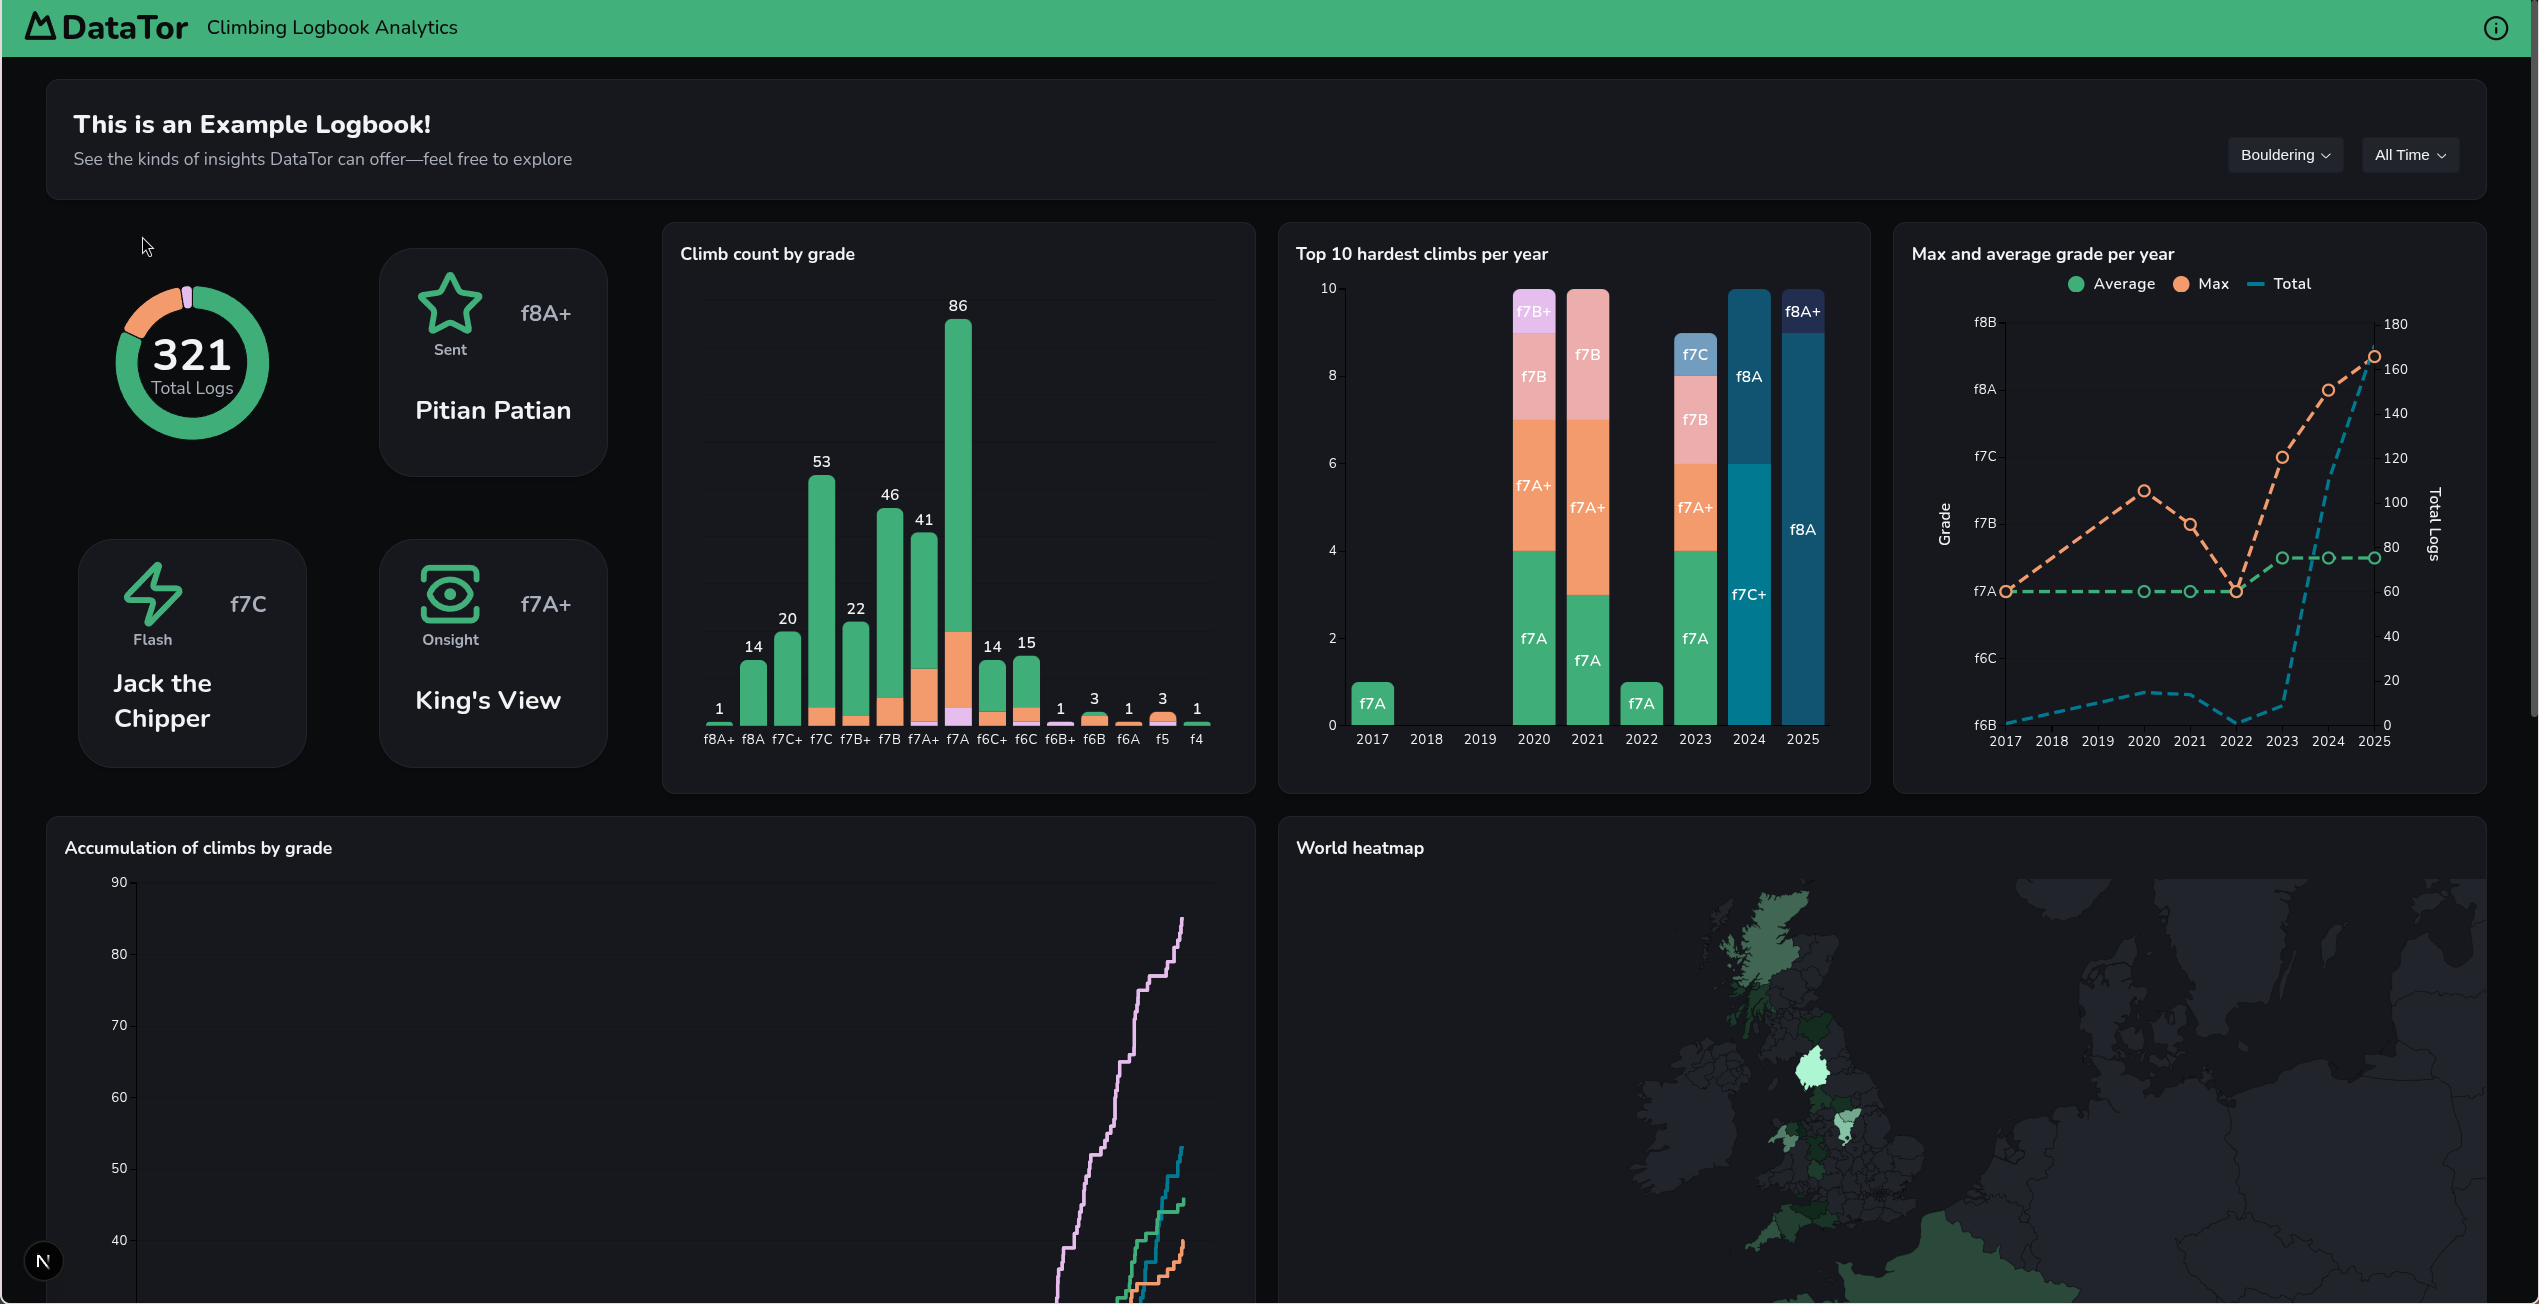 DataTor Climbing Logbook Analytics
This is an Example Logbook!
See the kinds of insights DataTor can offer—feel free to explore
Bouldering
All Time
321
Total Logs
f8A+
Sent
Pitian Patian
f7C
Flash
Jack the
Chipper
f7A+
Onsight
King's View
Climb count by grade
1 14 20 53 22 46 41 86 14 15 1 3 1 3 1
f8A+ f8A f7C+ f7C f7B+ f7B f7A+ f7A f6C+ f6C f6B+ f6B f6A f5 f4
Top 10 hardest climbs per year
10
8
6
4
2
0
f7A
f7B+
f7B
f7A+
f7A
f7B
f7A+
f7A
f7A
f7C
f7B
f7A+
f7A
f8A
f7C+
f8A+
f8A
2017 2018 2019 2020 2021 2022 2023 2024 2025
Max and average grade per year
Average Max Total
Grade
f8B
f8A
f7C
f7B
f7A
f6C
f6B
180
160
140
120
100
80
60
40
20
0
Total Logs
2017 2018 2019 2020 2021 2022 2023 2024 2025
Accumulation of climbs by grade
90
80
70
60
50
40
N
World heatmap